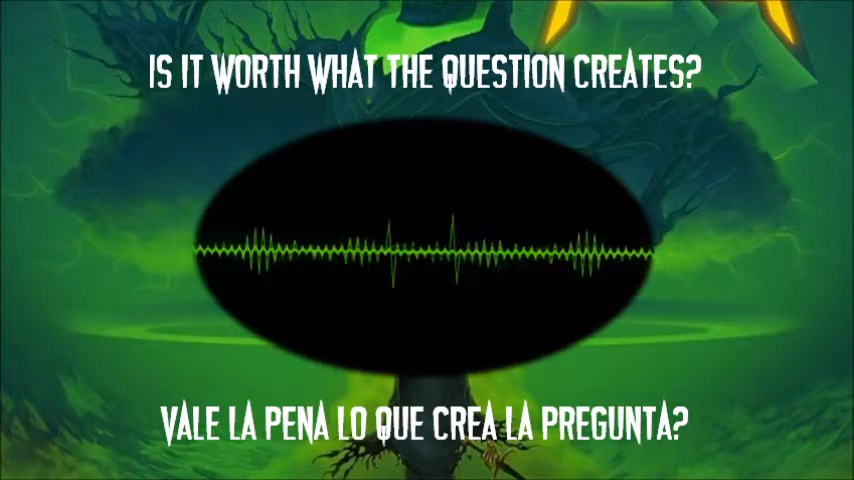 IS IT WORTH WHAT THE QUESTION CREATES?
VALE LA PENA LO QUE CREA LA PREGUNTA?